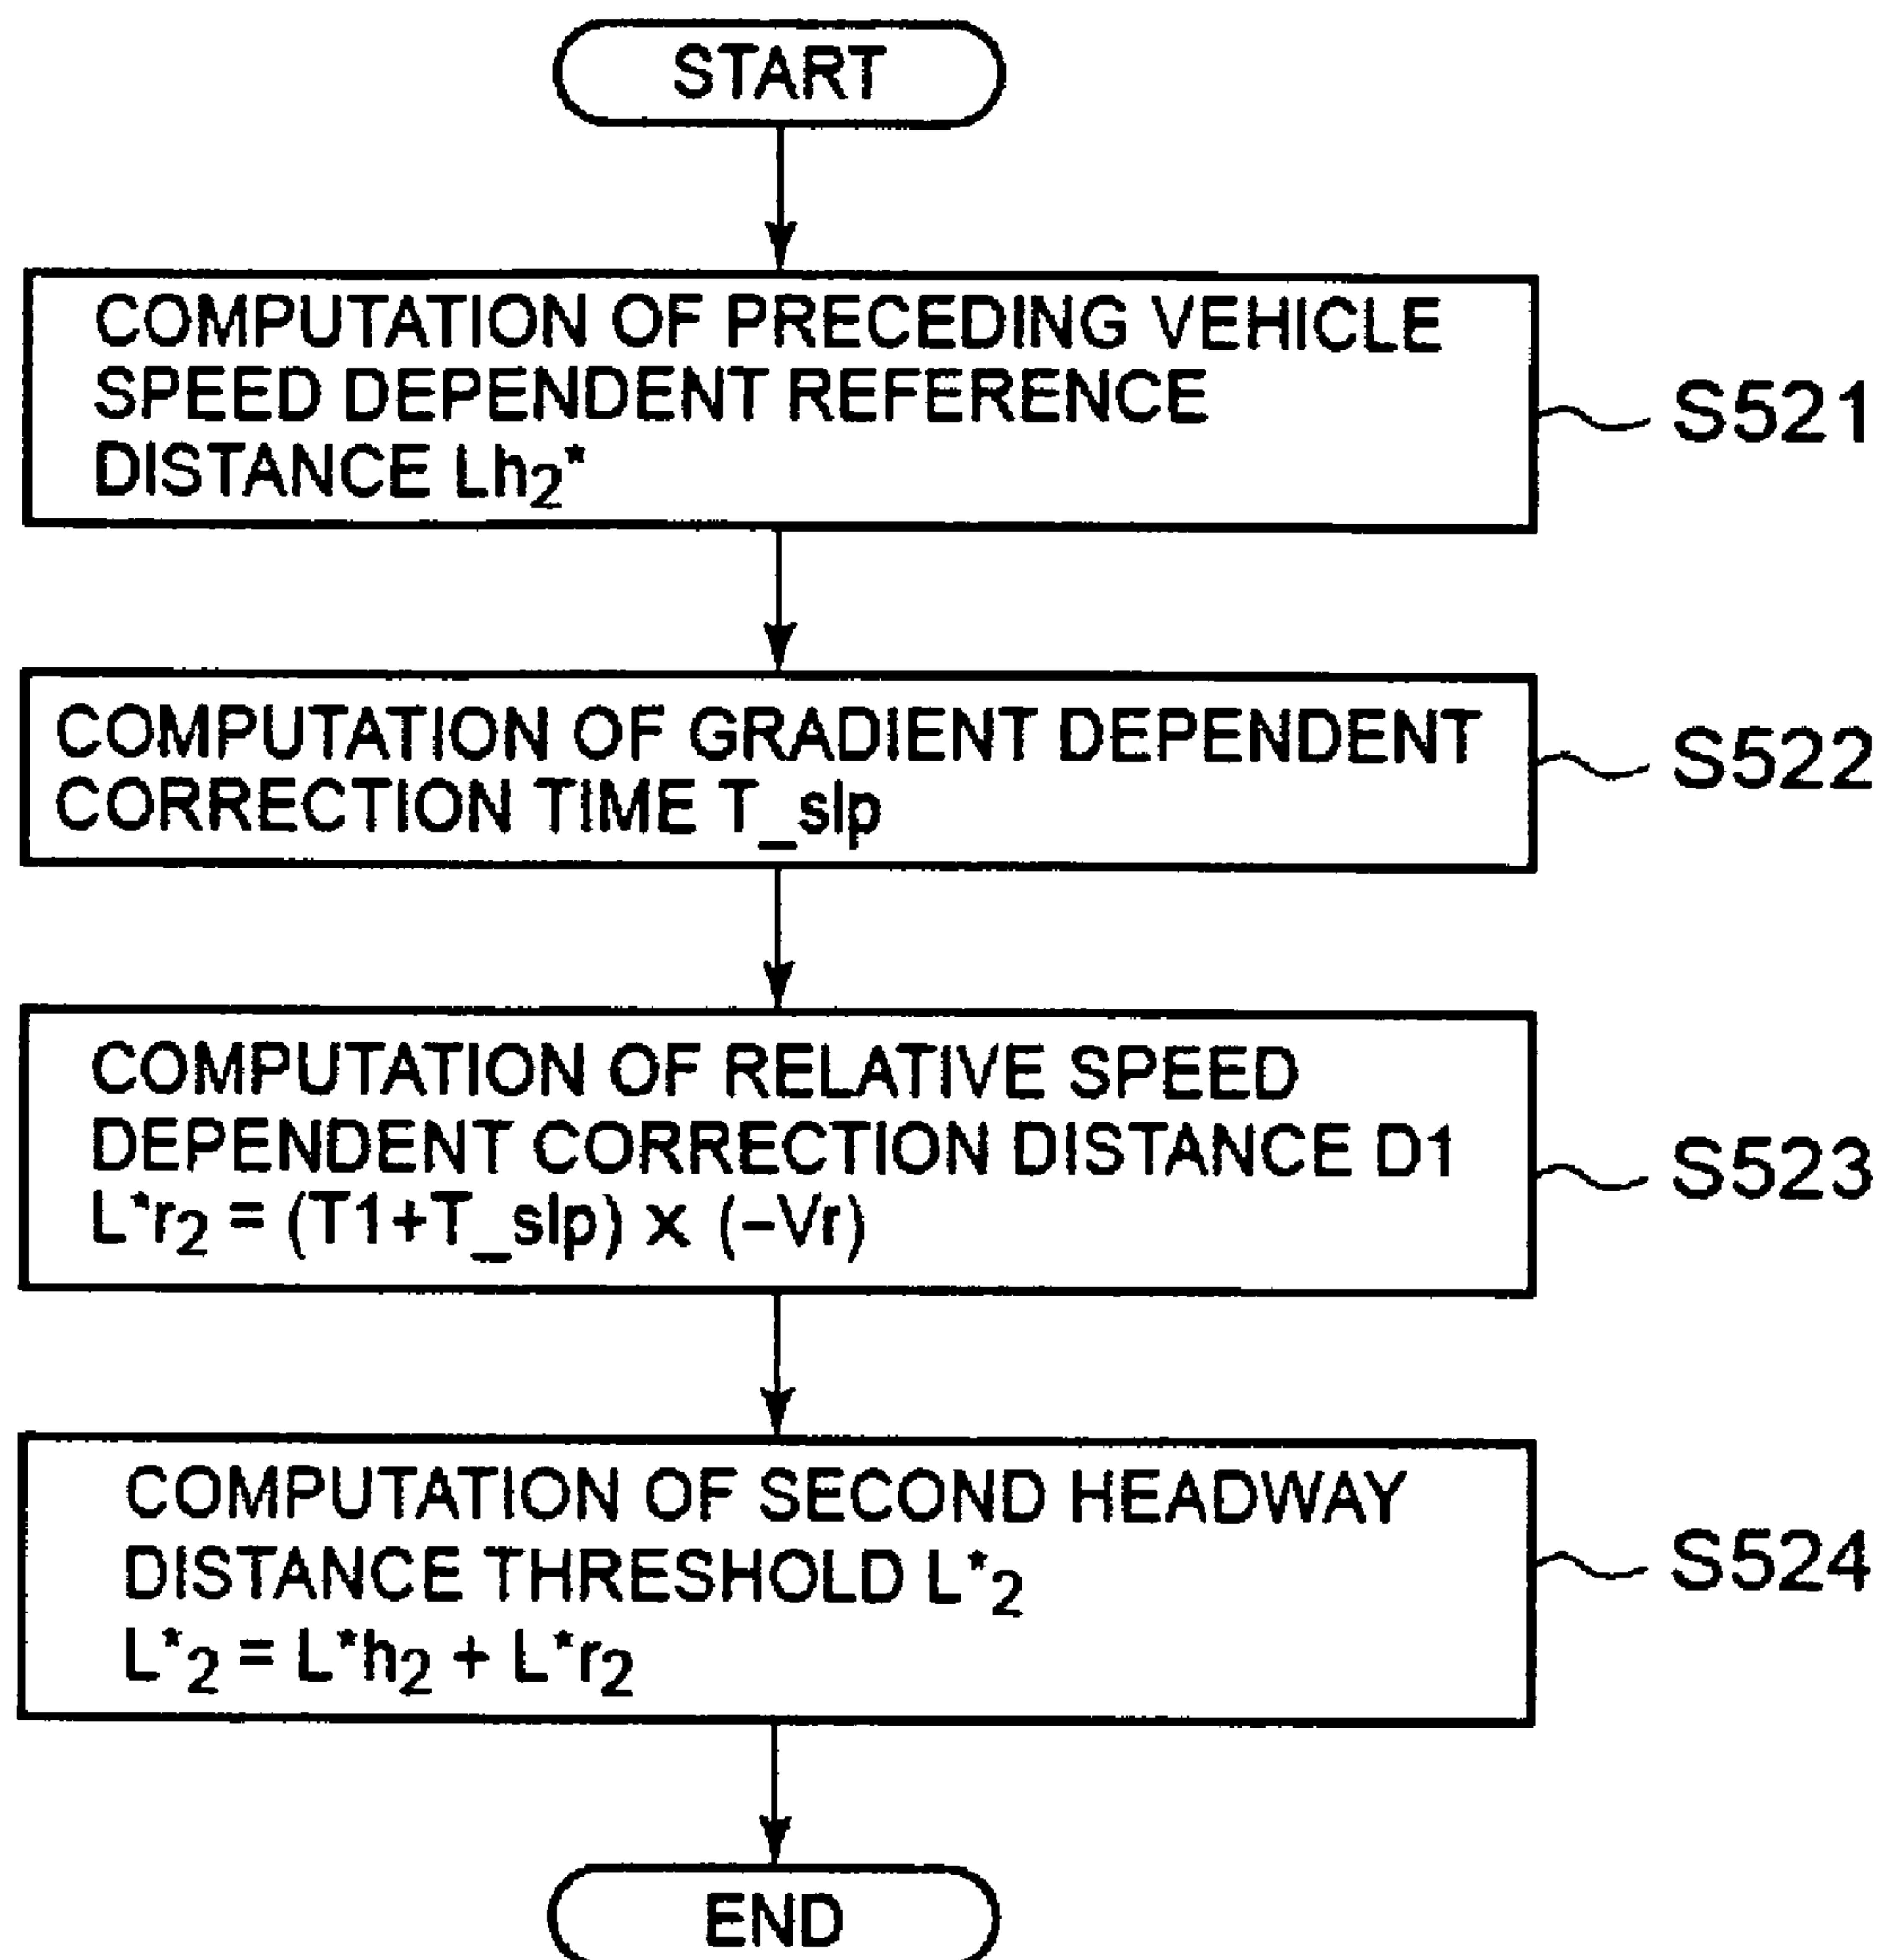 START
COMPUTATION OF PRECEDING VEHICLE
SPEED DEPENDENT REFERENCE
DISTANCE Lh₂*
S521
COMPUTATION OF GRADIENT DEPENDENT
CORRECTION TIME T_slp
S522
COMPUTATION OF RELATIVE SPEED
DEPENDENT CORRECTION DISTANCE D1
L*r₂ = (T1+T_slp) x (−Vr)
S523
COMPUTATION OF SECOND HEADWAY
DISTANCE THRESHOLD L*₂
L*₂ = L*h₂ + L*r₂
S524
END